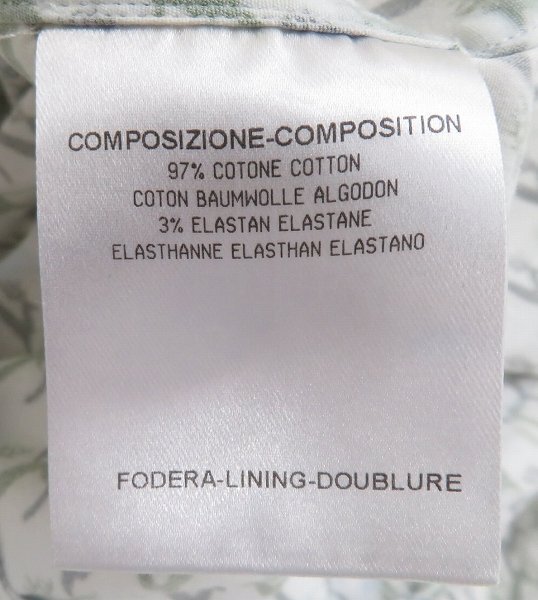 COMPOSIZIONE-COMPOSITION
97% COTONE COTTON
COTON BAUMWOLLE ALGODON
3% ELASTAN ELASTANE
ELASTHANNE ELASTHAN ELASTANO
FODERA-LINING-DOUBLURE